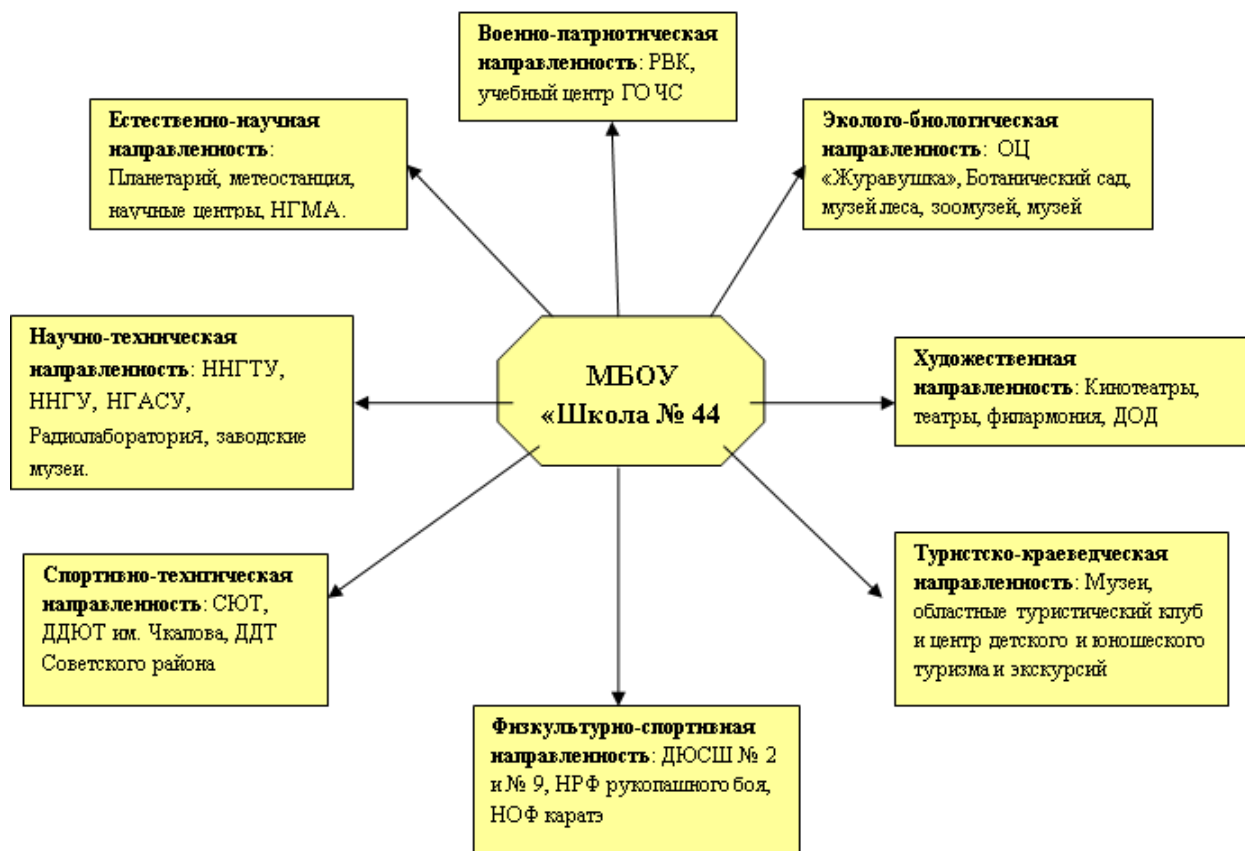 Военно-патриотическая
направленность: РВК,
учебный центр ГО ЧС
Естественно-научная
направленность:
Планетарий, метеостанция,
научные центры, НГМА.
Эколого-биологическая
направленность: ОЦ
«Журавушка», Ботанический сад,
музей леса, зоомузей, музей
Научно-техническая
направленность: ННГТУ,
ННГУ, НГАСУ,
Радиолаборатория, заводские
музеи.
МБОУ
«Школа № 44
Художественная
направленность: Кинотеатры,
театры, филармония, ДОД
Спортивно-технигическая
направленность: СЮТ,
ДДЮТ им. Чкалова, ДДТ
Советского района
Туристско-краеведческая
направленность: Музеи,
областные туристический клуб
и центр детского и юношеского
туризма и экскурсий
Физкультурно-спортивная
направленность: ДЮСШ № 2
и № 9, НРФ рукопашного боя,
НОФ каратэ